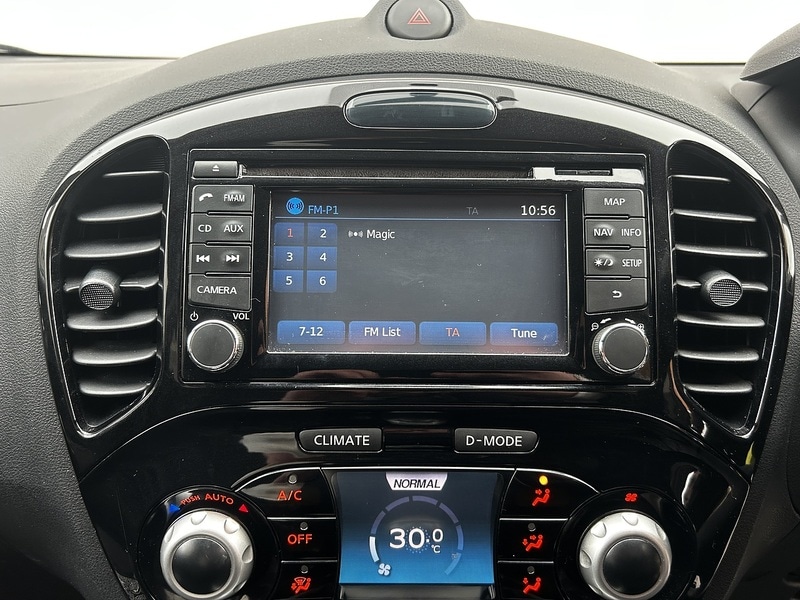 FM-P1 TA 10:56
1 2 Magic
3 4
5 6
7-12 FM List TA Tune
FM·AM
CD AUX
CAMERA
VOL
MAP
NAV INFO
SETUP
CLIMATE D-MODE
NORMAL
30.0 °C
PUSH AUTO
A/C
OFF